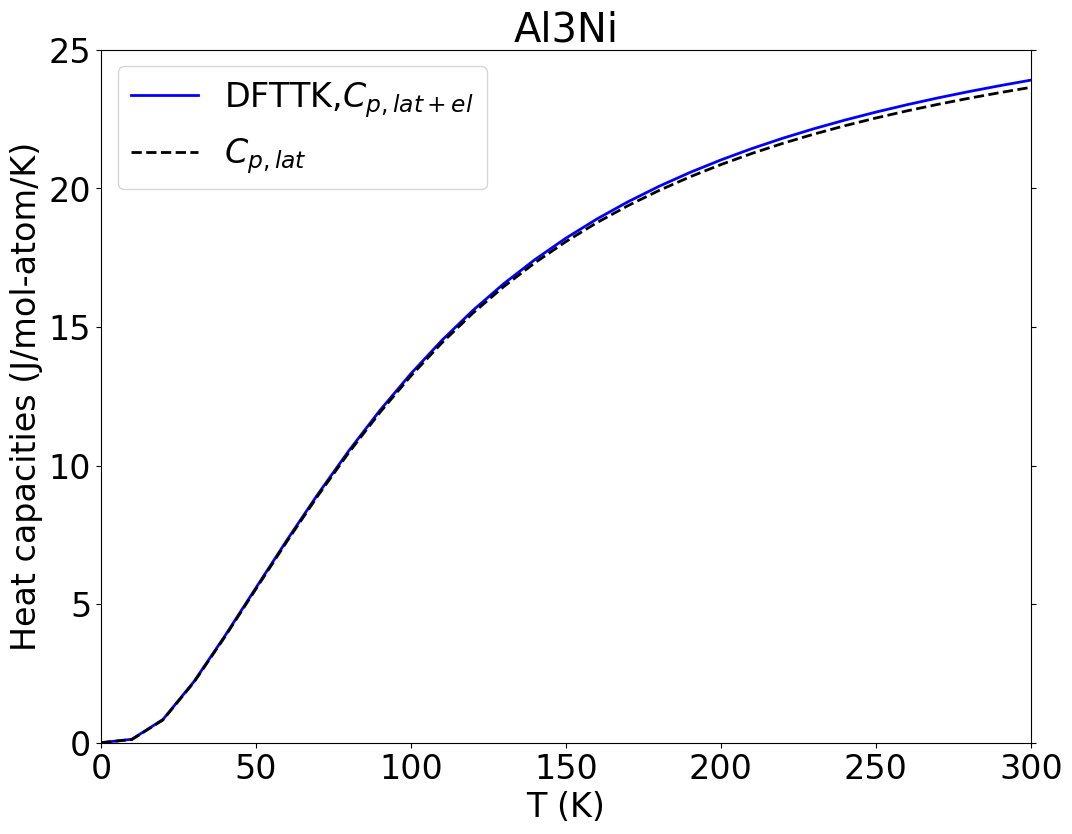 Al3Ni
25
20
15
10
5
0
Heat capacities (J/mol-atom/K)
DFTTK,C_{p, lat+el}
C_{p, lat}
0 50 100 150 200 250 300
T (K)